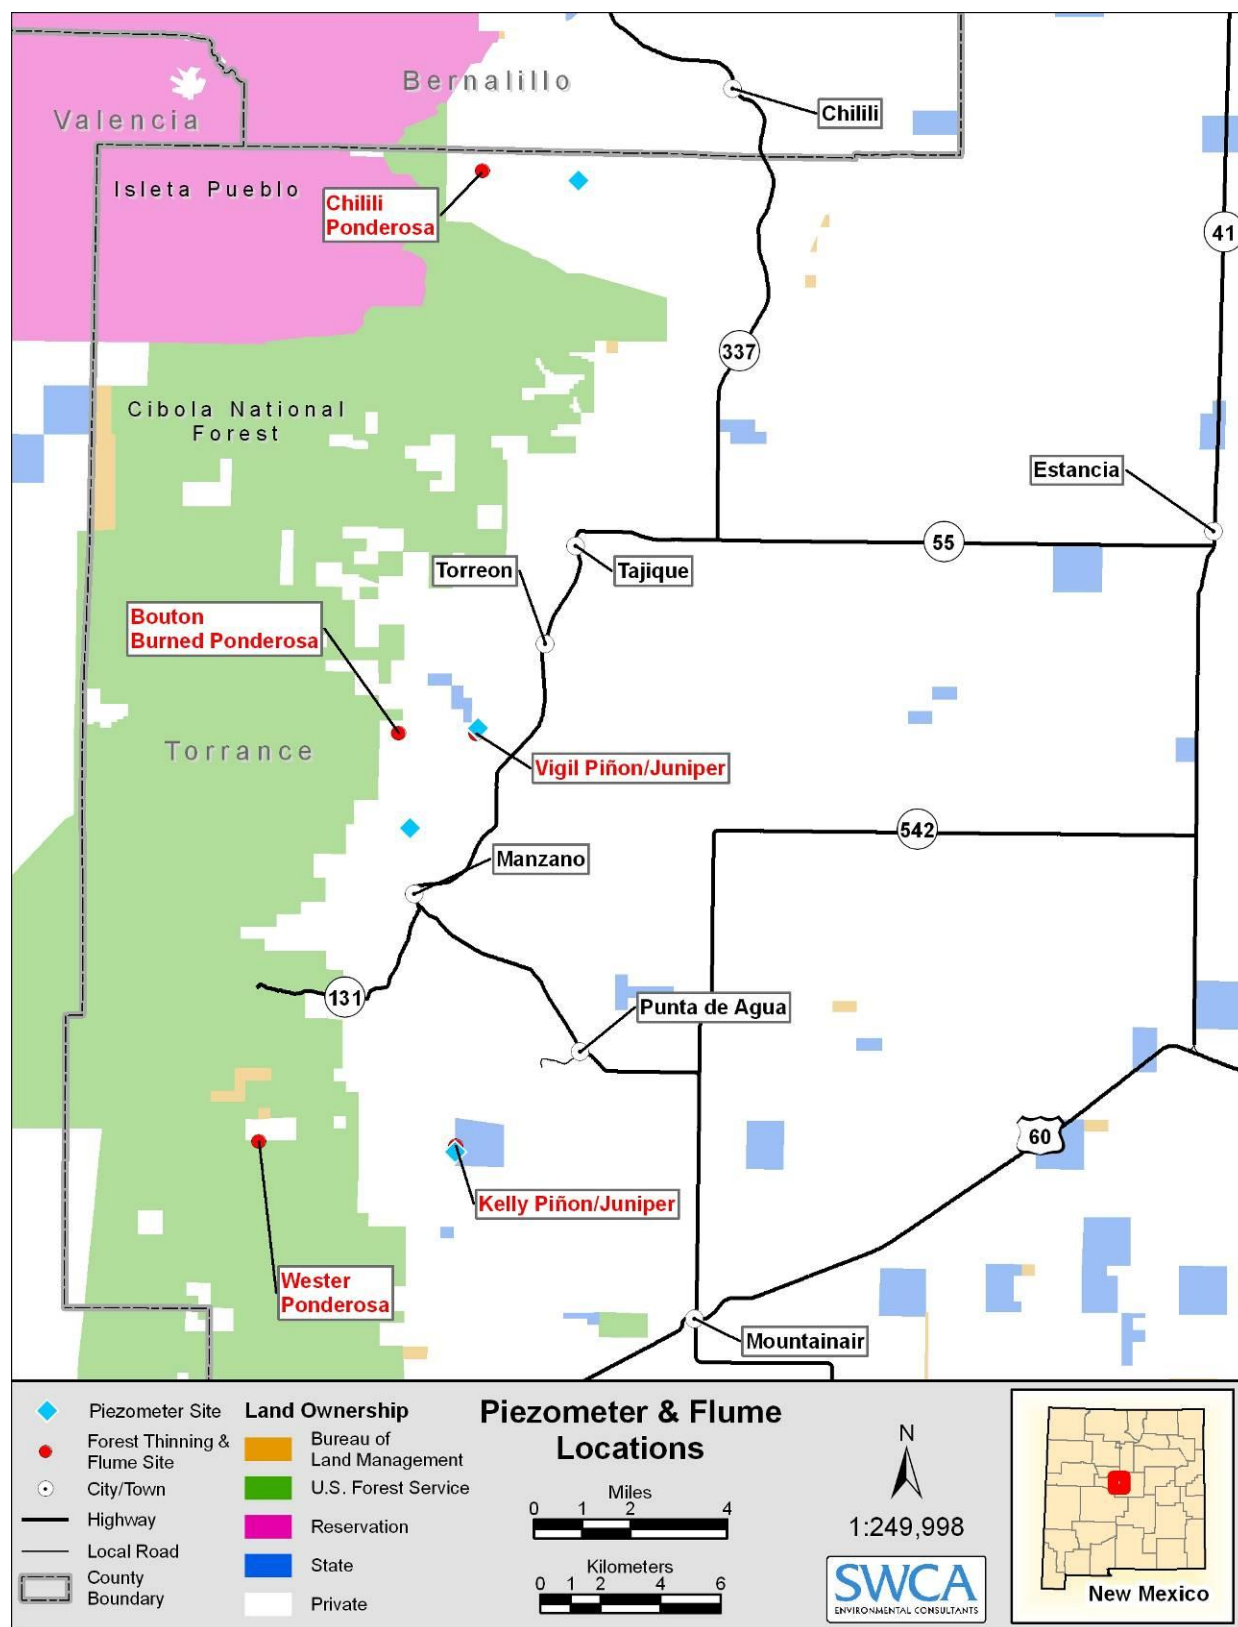 Bernalillo
Chilili
Valencia
Isleta Pueblo
Chilili
Ponderosa
41
337
Cibola National
Forest
Estancia
55
Torreon
Tajique
Bouton
Burned Ponderosa
Torrance
Vigil Piñon/Juniper
542
Manzano
131
Punta de Agua
60
Kelly Piñon/Juniper
Wester
Ponderosa
Mountainair
Piezometer Site
Forest Thinning &
Flume Site
City/Town
Highway
Local Road
County
Boundary
Land Ownership
Bureau of
Land Management
U.S. Forest Service
Reservation
State
Private
Piezometer & Flume
Locations
Miles
0 1 2 4
Kilometers
0 1 2 4 6
N
1:249,998
SWCA
ENVIRONMENTAL CONSULTANTS
New Mexico